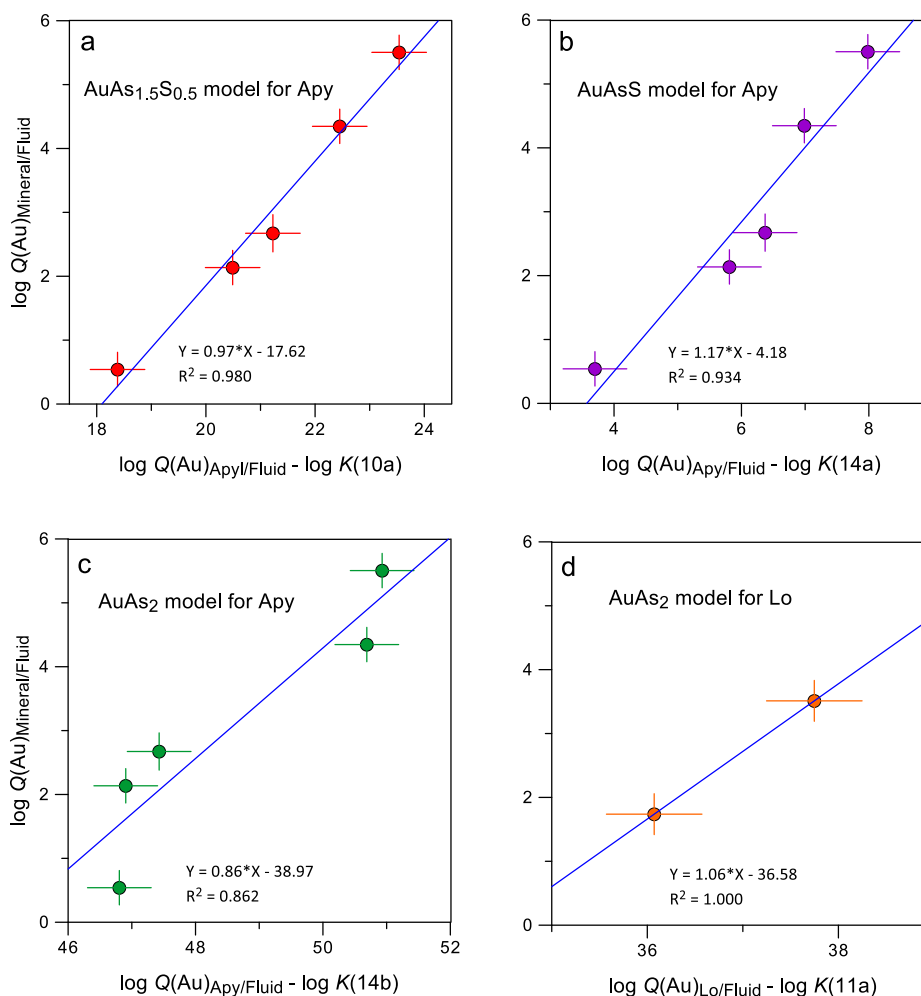 a
AuAs1.5S0.5 model for Apy
log Q(Au)Mineral/Fluid
6
4
2
0
Y = 0.97*X - 17.62
R2 = 0.980
18 20 22 24
log Q(Au)Apyl/Fluid - log K(10a)
b
AuAsS model for Apy
6
4
2
0
Y = 1.17*X - 4.18
R2 = 0.934
4 6 8
log Q(Au)Apy/Fluid - log K(14a)
c
AuAs2 model for Apy
log Q(Au)Mineral/Fluid
6
4
2
0
Y = 0.86*X - 38.97
R2 = 0.862
46 48 50 52
log Q(Au)Apy/Fluid - log K(14b)
d
AuAs2 model for Lo
6
4
2
0
Y = 1.06*X - 36.58
R2 = 1.000
36 38
log Q(Au)Lo/Fluid - log K(11a)